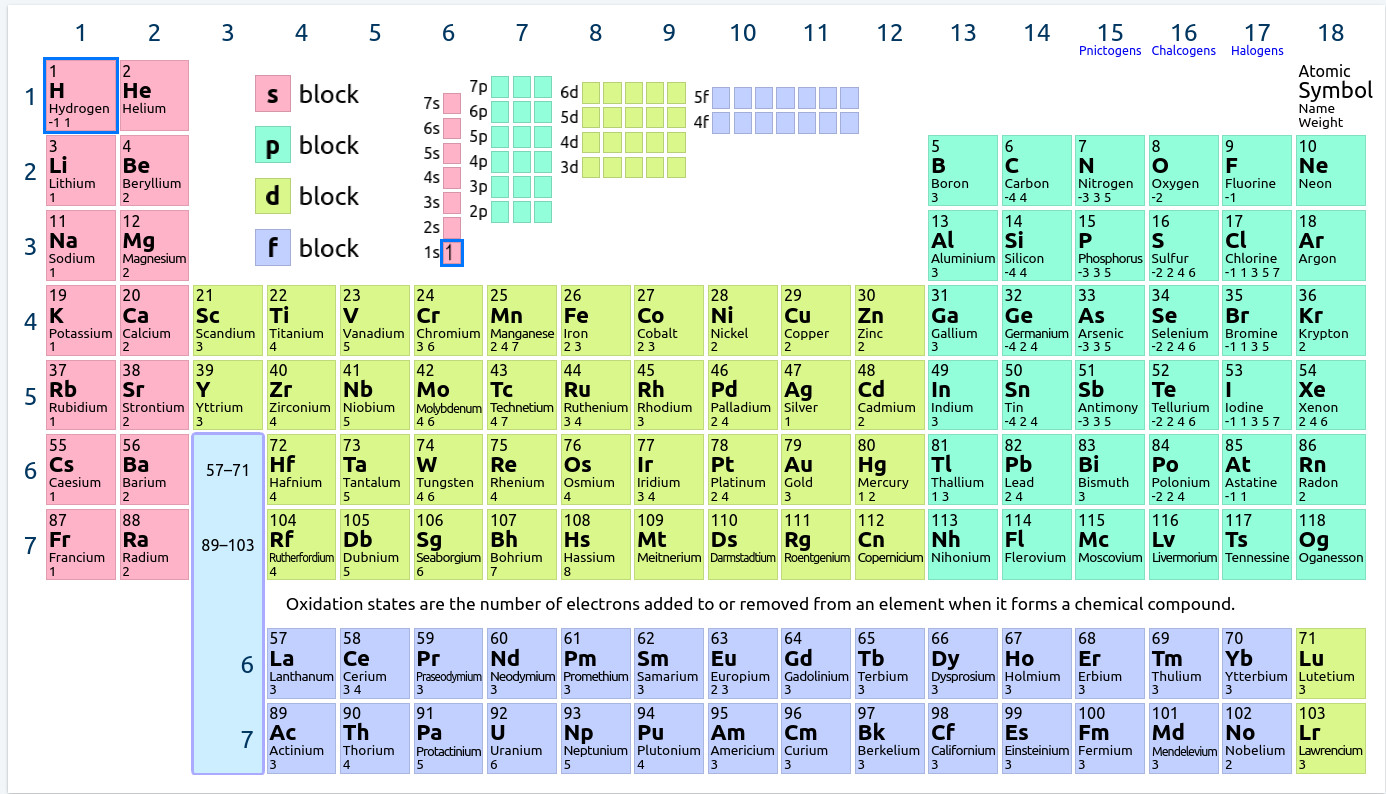 1 2 3 4 5 6 7 8 9 10 11 12 13 14 15 16 17 18
Pnictogens Chalcogens Halogens
1
1
H
Hydrogen
-1 1
2
He
Helium
s block
p block
d block
f block
7s
6s
5s
4s
3s
2s
1s 1
7p
6p
5p
4p
3p
2p
6d
5d
4d
3d
5f
4f
Atomic
Symbol
Name
Weight
2
3
Li
Lithium
1
4
Be
Beryllium
2
5
B
Boron
3
6
C
Carbon
-4 4
7
N
Nitrogen
-3 3 5
8
O
Oxygen
-2
9
F
Fluorine
-1
10
Ne
Neon
3
11
Na
Sodium
1
12
Mg
Magnesium
2
13
Al
Aluminium
3
14
Si
Silicon
-4 4
15
P
Phosphorus
-3 3 5
16
S
Sulfur
-2 2 4 6
17
Cl
Chlorine
-1 1 3 5 7
18
Ar
Argon
4
19
K
Potassium
1
20
Ca
Calcium
2
21
Sc
Scandium
3
22
Ti
Titanium
4
23
V
Vanadium
5
24
Cr
Chromium
3 6
25
Mn
Manganese
2 4 7
26
Fe
Iron
2 3
27
Co
Cobalt
2 3
28
Ni
Nickel
2
29
Cu
Copper
2
30
Zn
Zinc
2
31
Ga
Gallium
3
32
Ge
Germanium
-4 2 4
33
As
Arsenic
-3 3 5
34
Se
Selenium
-2 2 4 6
35
Br
Bromine
-1 1 3 5
36
Kr
Krypton
2
5
37
Rb
Rubidium
1
38
Sr
Strontium
2
39
Y
Yttrium
3
40
Zr
Zirconium
4
41
Nb
Niobium
5
42
Mo
Molybdenum
4 6
43
Tc
Technetium
4 7
44
Ru
Ruthenium
3 4
45
Rh
Rhodium
3
46
Pd
Palladium
2 4
47
Ag
Silver
1
48
Cd
Cadmium
2
49
In
Indium
3
50
Sn
Tin
-4 2 4
51
Sb
Antimony
-3 3 5
52
Te
Tellurium
-2 2 4 6
53
I
Iodine
-1 1 3 5 7
54
Xe
Xenon
2 4 6
6
55
Cs
Caesium
1
56
Ba
Barium
2
57–71
72
Hf
Hafnium
4
73
Ta
Tantalum
5
74
W
Tungsten
4 6
75
Re
Rhenium
4
76
Os
Osmium
4
77
Ir
Iridium
3 4
78
Pt
Platinum
2 4
79
Au
Gold
3
80
Hg
Mercury
1 2
81
Tl
Thallium
1 3
82
Pb
Lead
2 4
83
Bi
Bismuth
3
84
Po
Polonium
-2 2 4
85
At
Astatine
-1 1
86
Rn
Radon
2
7
87
Fr
Francium
1
88
Ra
Radium
2
89–103
104
Rf
Rutherfordium
4
105
Db
Dubnium
5
106
Sg
Seaborgium
6
107
Bh
Bohrium
7
108
Hs
Hassium
8
109
Mt
Meitnerium
110
Ds
Darmstadtium
111
Rg
Roentgenium
112
Cn
Copernicium
113
Nh
Nihonium
114
Fl
Flerovium
115
Mc
Moscovium
116
Lv
Livermorium
117
Ts
Tennessine
118
Og
Oganesson
Oxidation states are the number of electrons added to or removed from an element when it forms a chemical compound.
6
57
La
Lanthanum
3
58
Ce
Cerium
3 4
59
Pr
Praseodymium
3
60
Nd
Neodymium
3
61
Pm
Promethium
3
62
Sm
Samarium
3
63
Eu
Europium
2 3
64
Gd
Gadolinium
3
65
Tb
Terbium
3
66
Dy
Dysprosium
3
67
Ho
Holmium
3
68
Er
Erbium
3
69
Tm
Thulium
3
70
Yb
Ytterbium
3
71
Lu
Lutetium
3
7
89
Ac
Actinium
3
90
Th
Thorium
4
91
Pa
Protactinium
5
92
U
Uranium
6
93
Np
Neptunium
5
94
Pu
Plutonium
4
95
Am
Americium
3
96
Cm
Curium
3
97
Bk
Berkelium
3
98
Cf
Californium
3
99
Es
Einsteinium
3
100
Fm
Fermium
3
101
Md
Mendelevium
3
102
No
Nobelium
2
103
Lr
Lawrencium
3